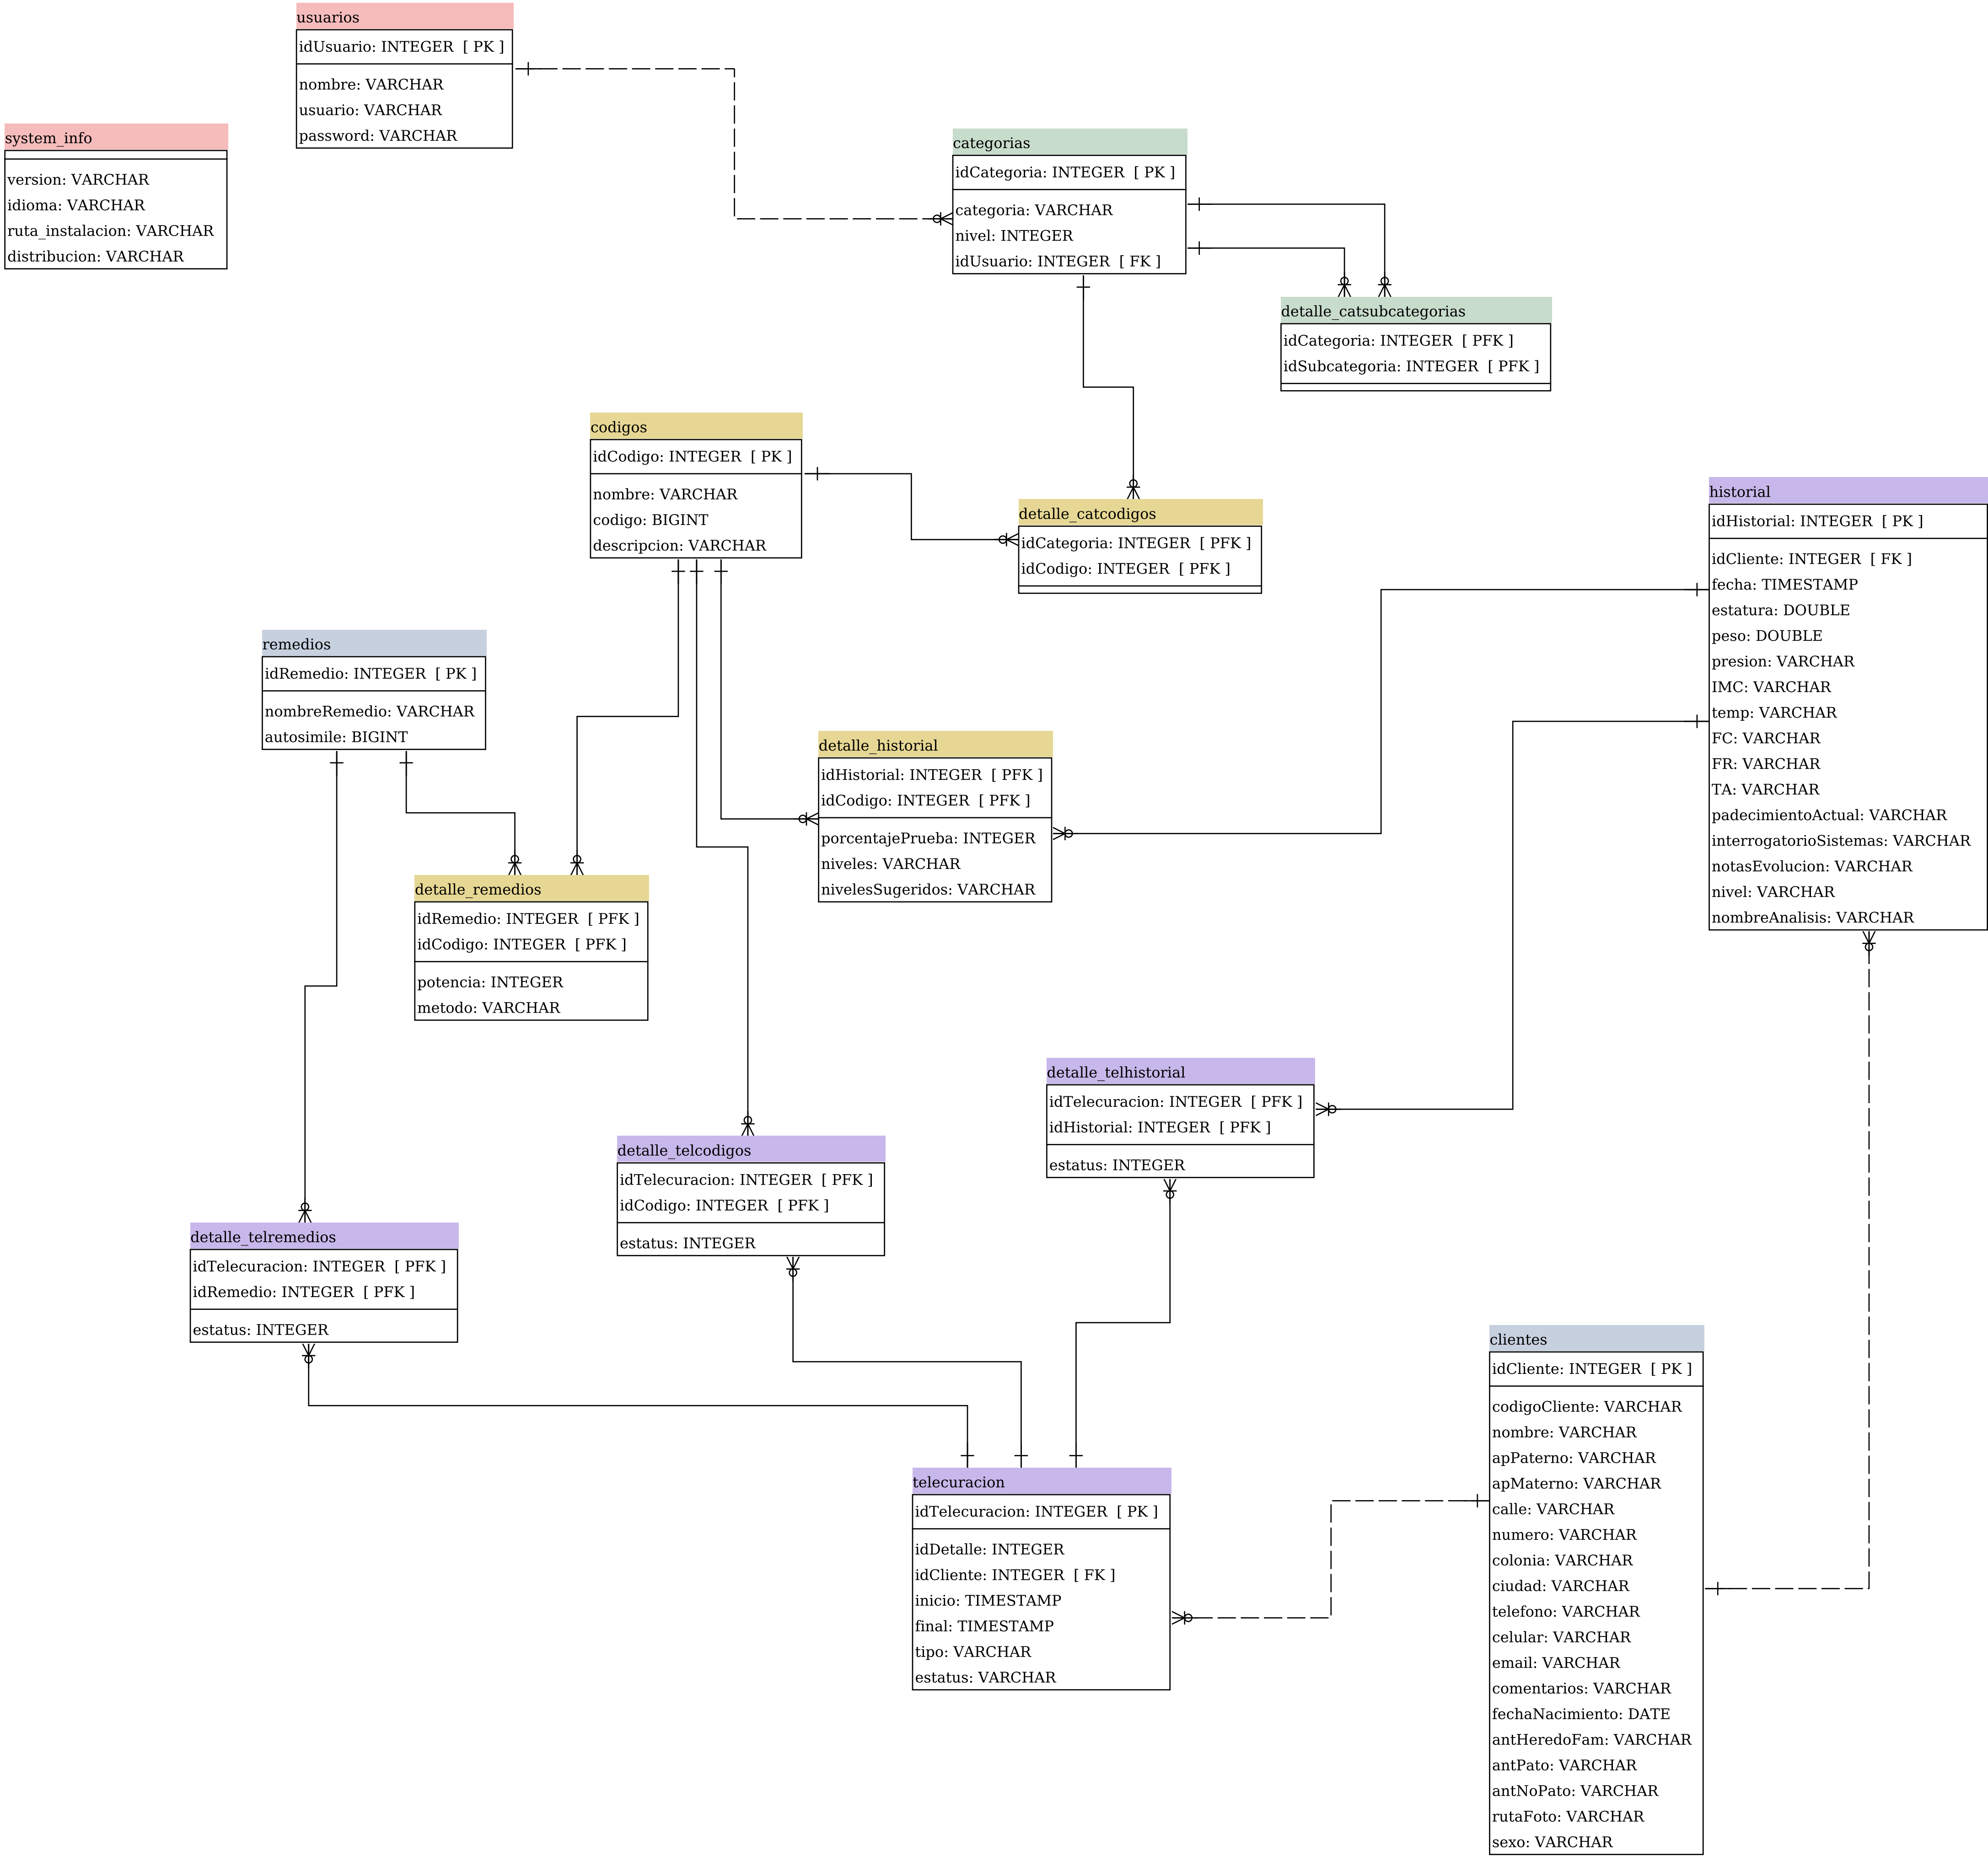 usuarios
idUsuario: INTEGER [ PK ]
nombre: VARCHAR
usuario: VARCHAR
password: VARCHAR
system_info
version: VARCHAR
idioma: VARCHAR
ruta_instalacion: VARCHAR
distribucion: VARCHAR
categorias
idCategoria: INTEGER [ PK ]
categoria: VARCHAR
nivel: INTEGER
idUsuario: INTEGER [ FK ]
detalle_catsubcategorias
idCategoria: INTEGER [ PFK ]
idSubcategoria: INTEGER [ PFK ]
codigos
idCodigo: INTEGER [ PK ]
nombre: VARCHAR
codigo: BIGINT
descripcion: VARCHAR
detalle_catcodigos
idCategoria: INTEGER [ PFK ]
idCodigo: INTEGER [ PFK ]
historial
idHistorial: INTEGER [ PK ]
idCliente: INTEGER [ FK ]
fecha: TIMESTAMP
estatura: DOUBLE
peso: DOUBLE
presion: VARCHAR
IMC: VARCHAR
temp: VARCHAR
FC: VARCHAR
FR: VARCHAR
TA: VARCHAR
padecimientoActual: VARCHAR
interrogatorioSistemas: VARCHAR
notasEvolucion: VARCHAR
nivel: VARCHAR
nombreAnalisis: VARCHAR
remedios
idRemedio: INTEGER [ PK ]
nombreRemedio: VARCHAR
autosimile: BIGINT
detalle_historial
idHistorial: INTEGER [ PFK ]
idCodigo: INTEGER [ PFK ]
porcentajePrueba: INTEGER
niveles: VARCHAR
nivelesSugeridos: VARCHAR
detalle_remedios
idRemedio: INTEGER [ PFK ]
idCodigo: INTEGER [ PFK ]
potencia: INTEGER
metodo: VARCHAR
detalle_telhistorial
idTelecuracion: INTEGER [ PFK ]
idHistorial: INTEGER [ PFK ]
estatus: INTEGER
detalle_telcodigos
idTelecuracion: INTEGER [ PFK ]
idCodigo: INTEGER [ PFK ]
estatus: INTEGER
detalle_telremedios
idTelecuracion: INTEGER [ PFK ]
idRemedio: INTEGER [ PFK ]
estatus: INTEGER
clientes
idCliente: INTEGER [ PK ]
codigoCliente: VARCHAR
nombre: VARCHAR
apPaterno: VARCHAR
apMaterno: VARCHAR
calle: VARCHAR
numero: VARCHAR
colonia: VARCHAR
ciudad: VARCHAR
telefono: VARCHAR
celular: VARCHAR
email: VARCHAR
comentarios: VARCHAR
fechaNacimiento: DATE
antHeredoFam: VARCHAR
antPato: VARCHAR
antNoPato: VARCHAR
rutaFoto: VARCHAR
sexo: VARCHAR
telecuracion
idTelecuracion: INTEGER [ PK ]
idDetalle: INTEGER
idCliente: INTEGER [ FK ]
inicio: TIMESTAMP
final: TIMESTAMP
tipo: VARCHAR
estatus: VARCHAR